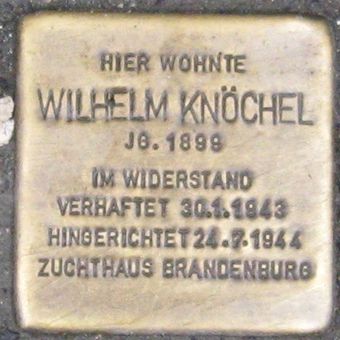 HIER WOHNTE
WILHELM KNÖCHEL
JG. 1899
IM WIDERSTAND
VERHAFTET 30.1.1943
HINGERICHTET 24.7.1944
ZUCHTHAUS BRANDENBURG